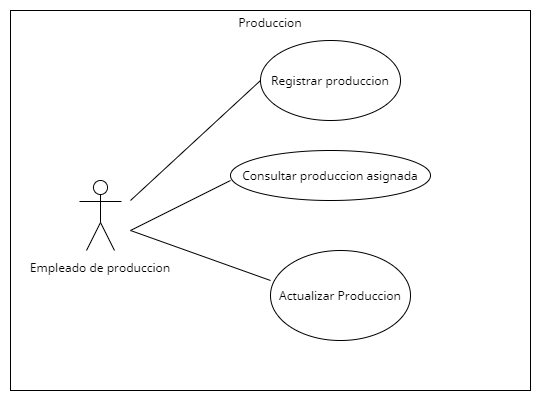 Produccion
Registrar produccion
Consultar produccion asignada
Empleado de produccion
Actualizar Produccion